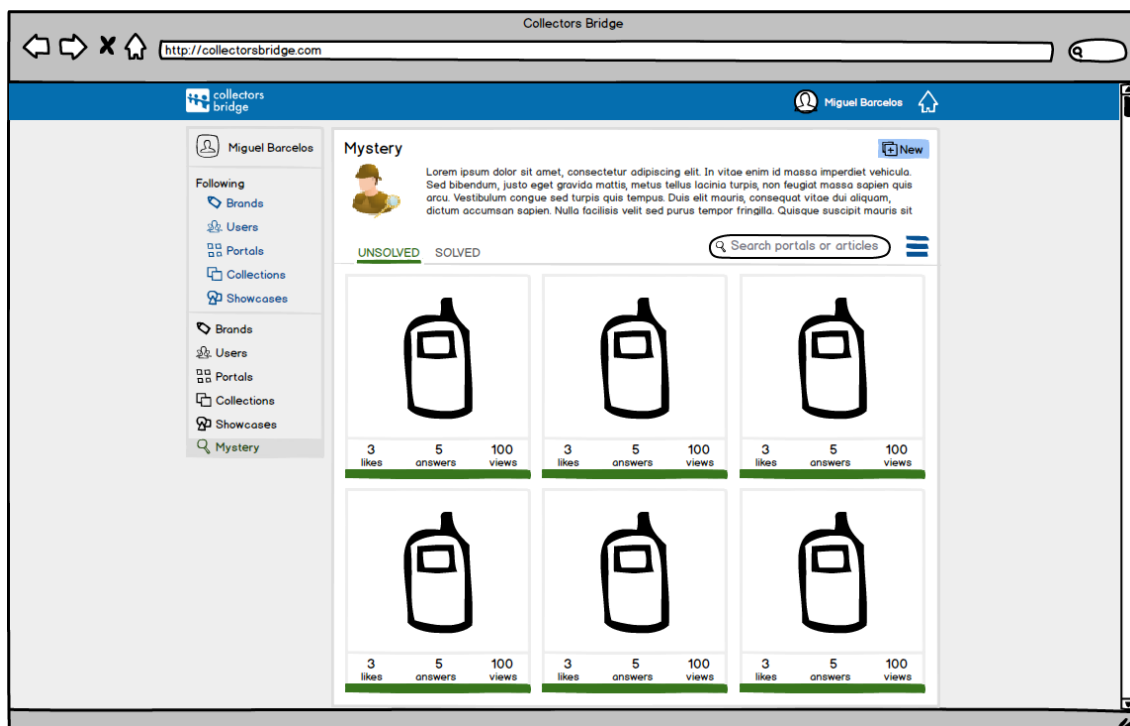 Collectors Bridge
http://collectorsbridge.com
collectors
bridge
Miguel Barcelos
Miguel Barcelos
Following
Brands
Users
Portals
Collections
Showcases
Brands
Users
Portals
Collections
Showcases
Mystery
Mystery
New
Lorem ipsum dolor sit amet, consectetur adipiscing elit. In vitae enim id massa imperdiet vehicula.
Sed bibendum, justo eget gravida mattis, metus tellus lacinia turpis, non feugiat massa sapien quis
arcu. Vestibulum congue sed turpis quis tempus. Duis elit mauris, consequat vitae dui aliquam,
dictum accumsan sapien. Nulla facilisis velit sed purus tempor fringilla. Quisque suscipit mauris sit
UNSOLVED SOLVED
Search portals or articles
3 5 100 3 5 100 3 5 100
likes answers views likes answers views likes answers views
3 5 100 3 5 100 3 5 100
likes answers views likes answers views likes answers views